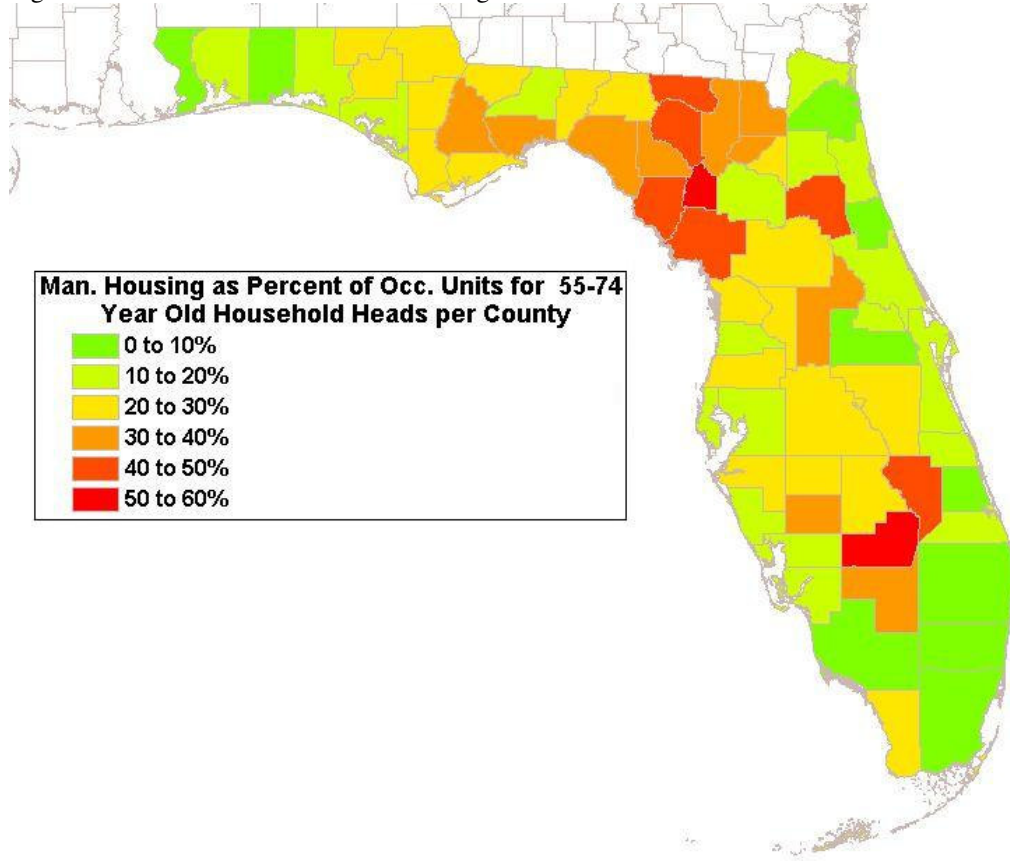 Man. Housing as Percent of Occ. Units for 55-74
Year Old Household Heads per County
0 to 10%
10 to 20%
20 to 30%
30 to 40%
40 to 50%
50 to 60%